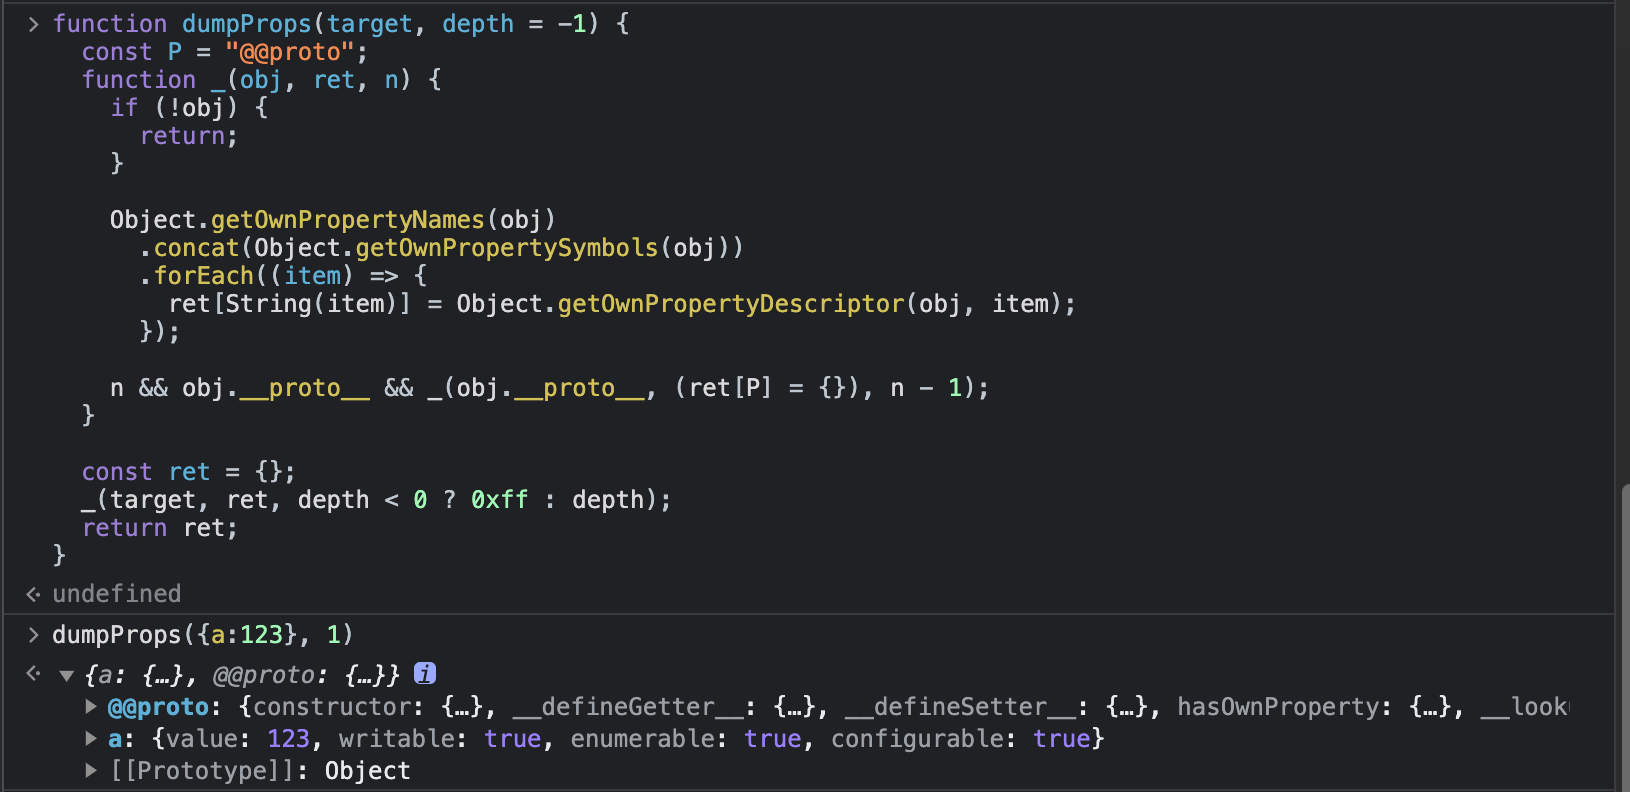 > function dumpProps(target, depth = -1) {
  const P = "@@proto";
  function _(obj, ret, n) {
    if (!obj) {
      return;
    }

    Object.getOwnPropertyNames(obj)
      .concat(Object.getOwnPropertySymbols(obj))
      .forEach((item) => {
        ret[String(item)] = Object.getOwnPropertyDescriptor(obj, item);
      });

    n && obj.__proto__ && _(obj.__proto__, (ret[P] = {}), n - 1);
  }

  const ret = {};
  _(target, ret, depth < 0 ? 0xff : depth);
  return ret;
}
undefined
> dumpProps({a:123}, 1)
▼ {a: {…}, @@proto: {…}} i
▶ @@proto: {constructor: {…}, __defineGetter__: {…}, __defineSetter__: {…}, hasOwnProperty: {…}, __look
▶ a: {value: 123, writable: true, enumerable: true, configurable: true}
▶ [[Prototype]]: Object